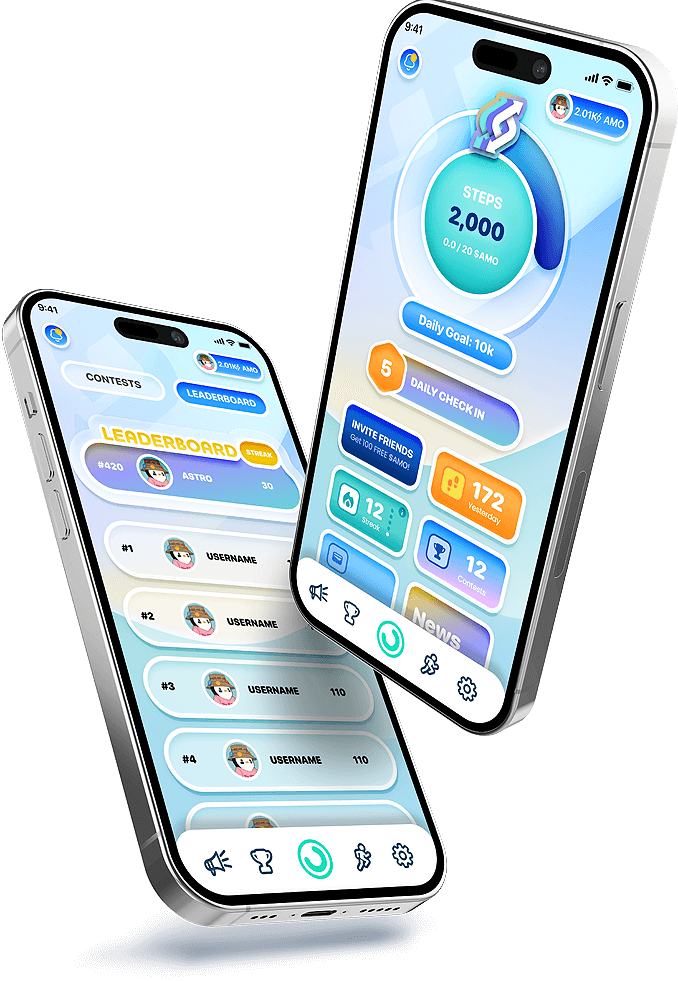 9:41
2.01K AMO
STEPS
2,000
0.0 / 20 $AMO
Daily Goal: 10k
5
DAILY CHECK IN
INVITE FRIENDS
Get 100 FREE $AMO!
172
Yesterday
12
Streak
12
Contests
News
9:41
2.01K AMO
CONTESTS
LEADERBOARD
LEADERBOARD
STREAK
#420
ASTRO
30
#1
USERNAME
#2
USERNAME
#3
USERNAME
110
#4
USERNAME
110